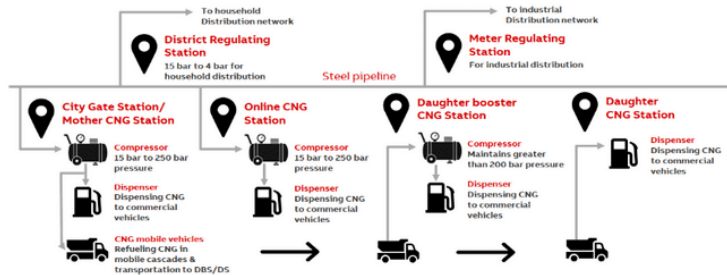 To household
Distribution network
District Regulating
Station
15 bar to 4 bar for
household distribution
To industrial
Distribution network
Meter Regulating
Station
For industrial distribution
Steel pipeline
City Gate Station/
Mother CNG Station
Compressor
15 bar to 250 bar
pressure
Dispenser
Dispensing CNG
to commercial
vehicles
CNG mobile vehicles
Refueling CNG in
mobile cascades &
transportation to DBS/DS
Online CNG
Station
Compressor
15 bar to 250 bar
pressure
Dispenser
Dispensing CNG
to commercial
vehicles
Daughter booster
CNG Station
Compressor
Maintains greater
than 200 bar pressure
Dispenser
Dispensing CNG
to commercial
vehicles
Daughter
CNG Station
Dispenser
Dispensing CNG
to commercial
vehicles